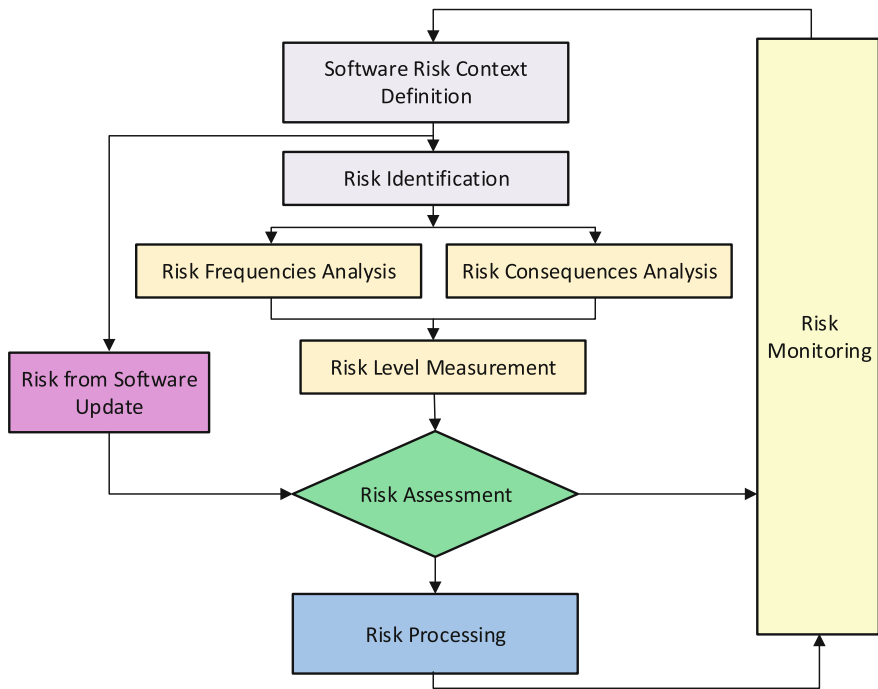 Software Risk Context
Definition
Risk Identification
Risk Frequencies Analysis
Risk Consequences Analysis
Risk
Monitoring
Risk Level Measurement
Risk from Software
Update
Risk Assessment
Risk Processing